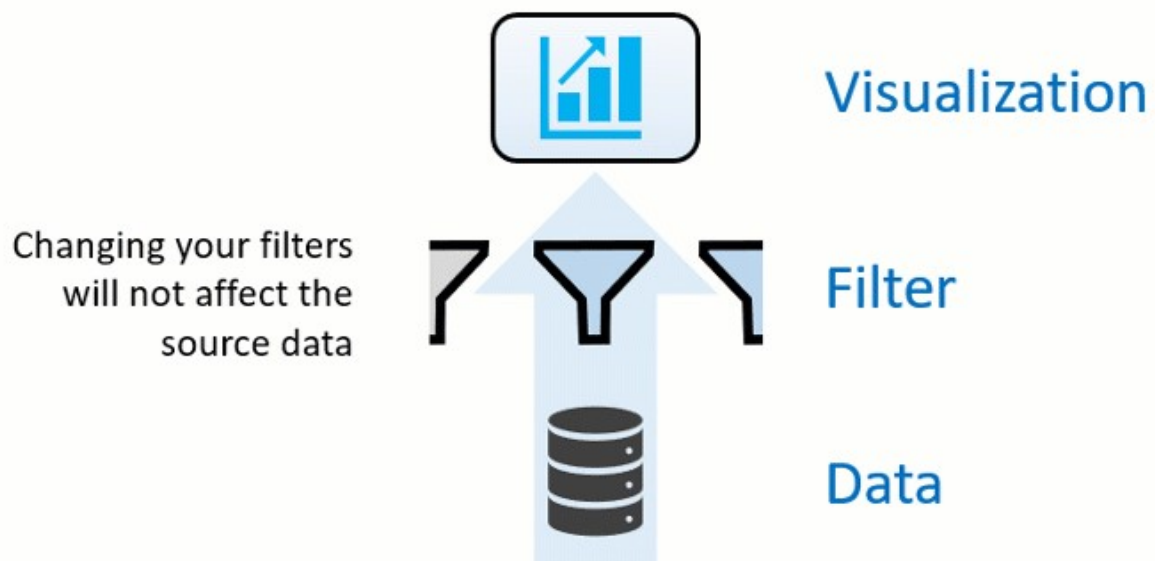 Visualization
Changing your filters
will not affect the
source data
Filter
Data